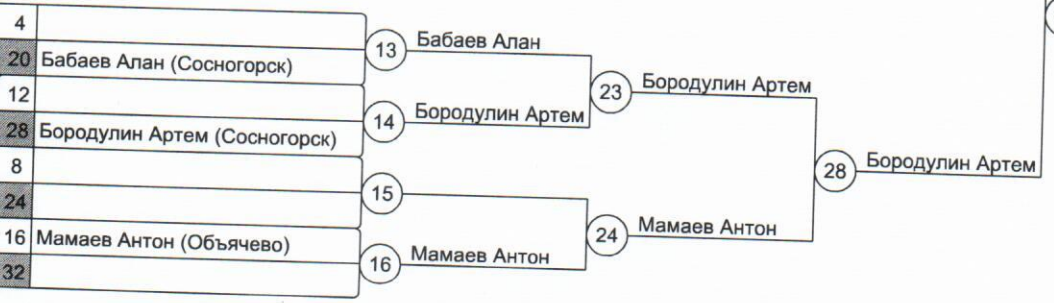 4
20 Бабаев Алан (Сосногорск)
12
28 Бородулин Артем (Сосногорск)
8
24
16 Мамаев Антон (Объячево)
32
13 Бабаев Алан
14 Бородулин Артем
15
16 Мамаев Антон
23 Бородулин Артем
24 Мамаев Антон
28 Бородулин Артем